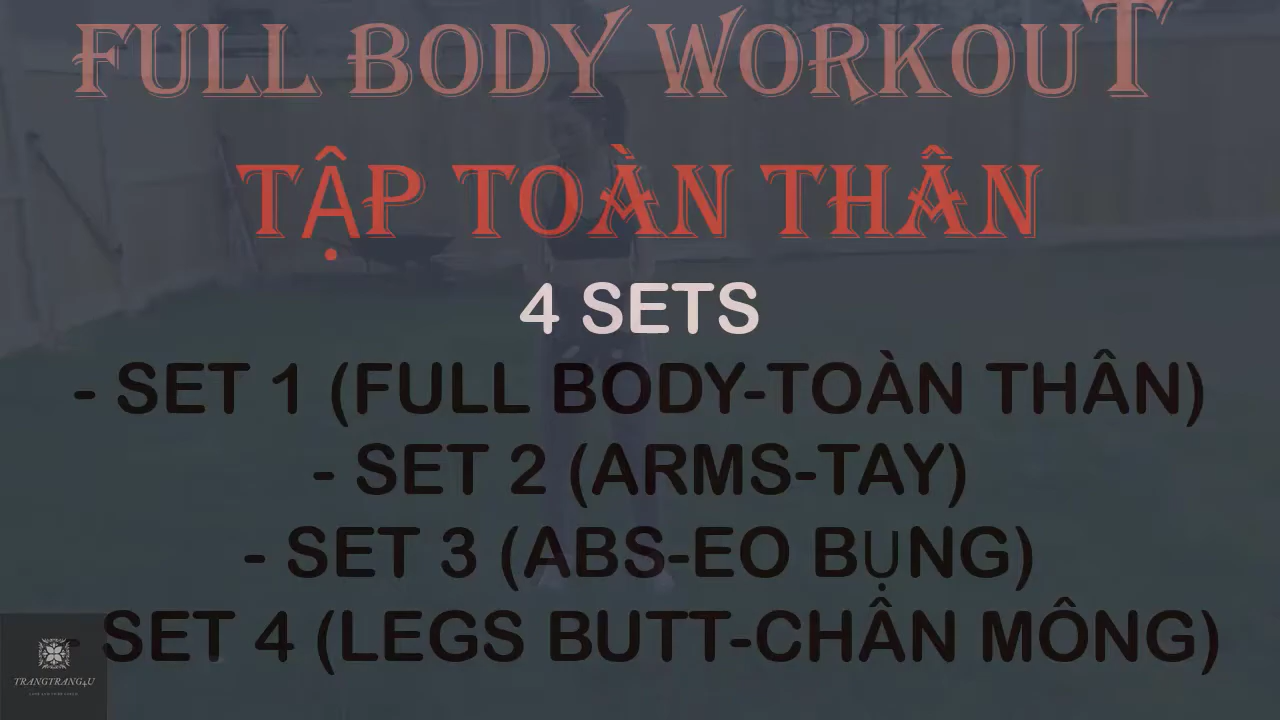 FULL BODY WORKOUT
TẬP TOÀN THÂN
4 SETS
- SET 1 (FULL BODY-TOÀN THÂN)
- SET 2 (ARMS-TAY)
- SET 3 (ABS-EO BỤNG)
- SET 4 (LEGS BUTT-CHÂN MÔNG)
TRANGTRANG4U